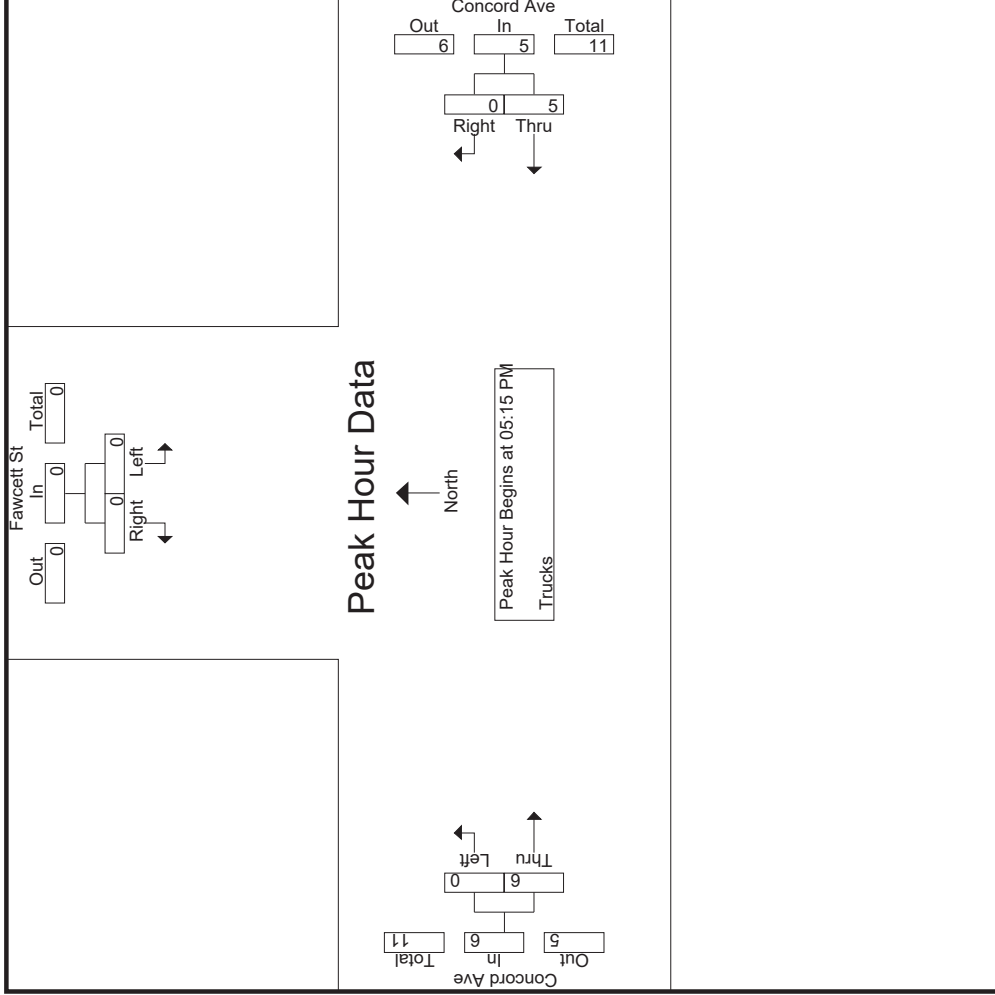 Concord Ave
Out In Total
6 5 11
0 5
Right Thru
Fawcett St
Out In Total
0 0 0
0 0
Right Left
Peak Hour Data
North
Peak Hour Begins at 05:15 PM
Trucks
Concord Ave
Out In Total
5 6 11
6 0
Thru Left